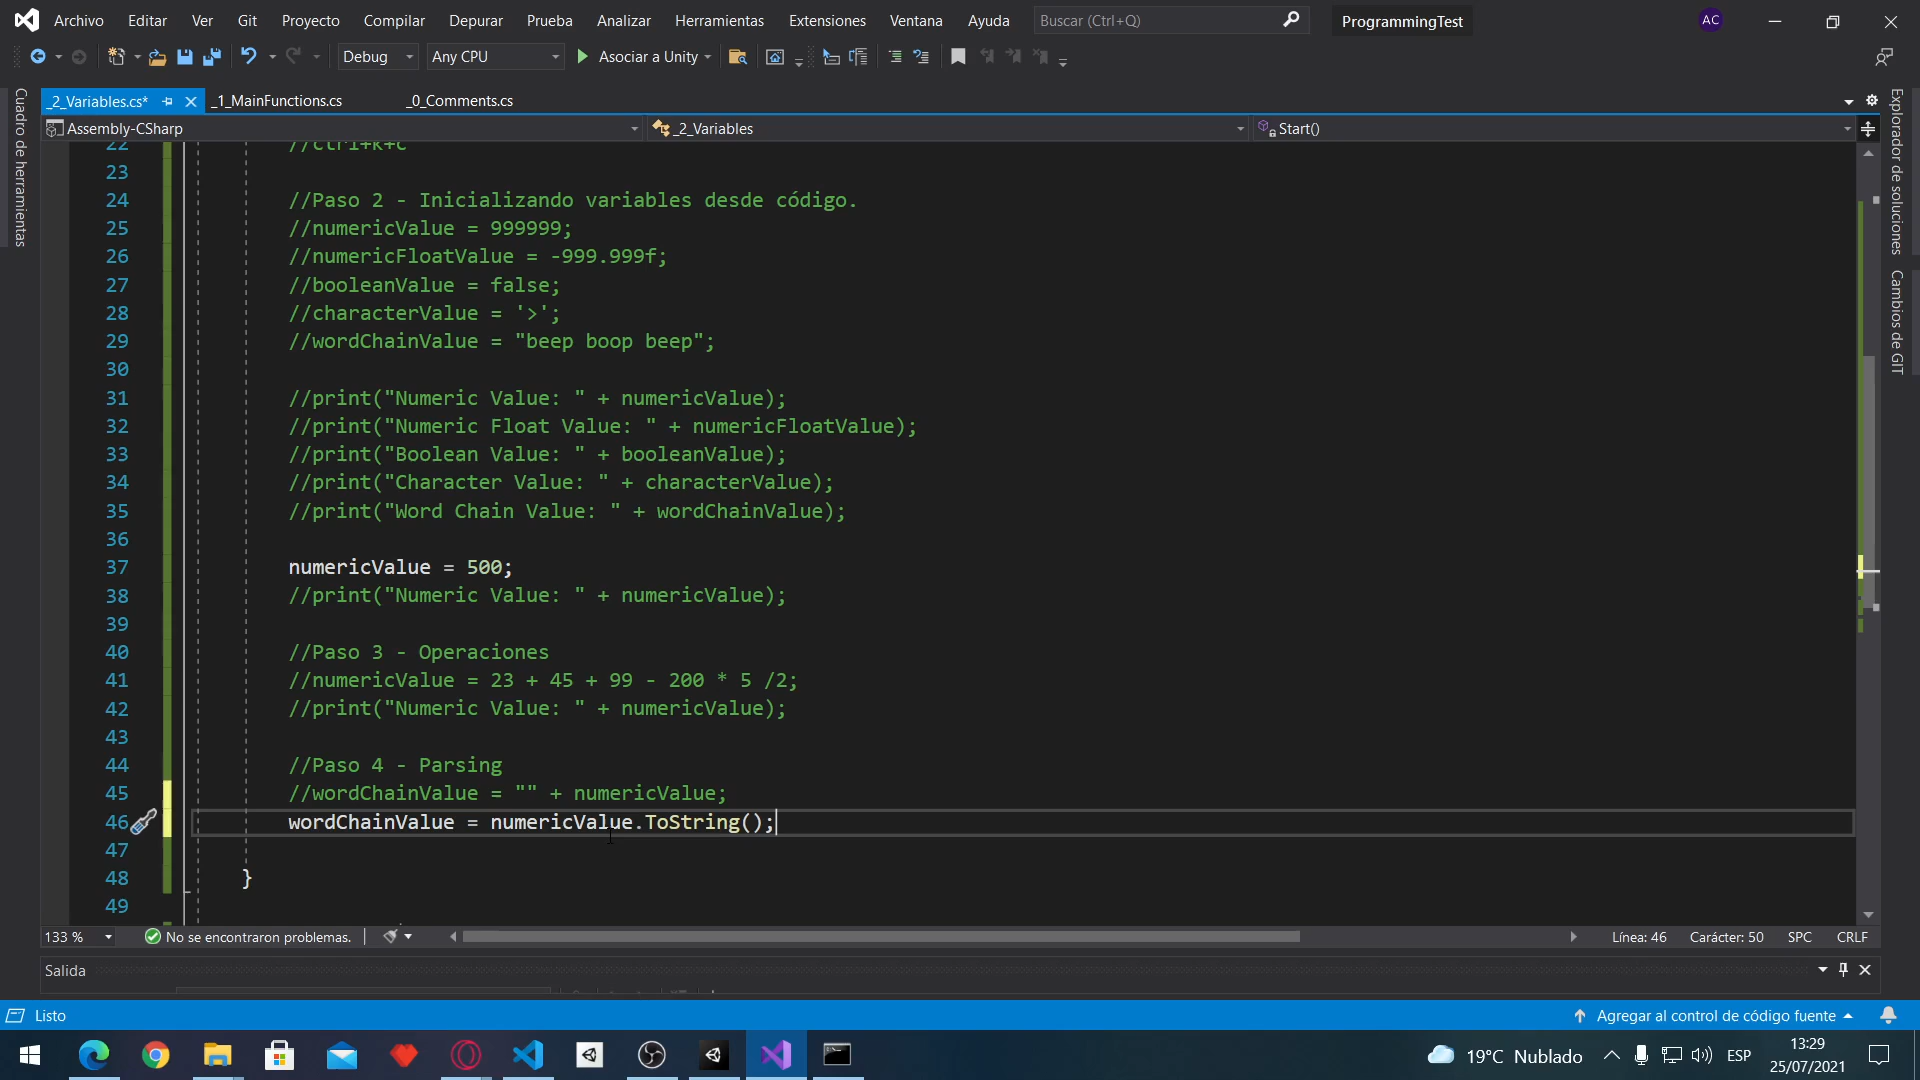 Archivo Editar Ver Git Proyecto Compilar Depurar Prueba Analizar Herramientas Extensiones Ventana Ayuda Buscar (Ctrl+Q) ProgrammingTest AC
Debug Any CPU Asociar a Unity
_2_Variables.cs* _1_MainFunctions.cs _0_Comments.cs
Assembly-CSharp _2_Variables Start()
Cuadro de herramientas
Explorador de soluciones
Cambios de GIT
22 //ctrl+k+c
23
24 //Paso 2 - Inicializando variables desde código.
25 //numericValue = 999999;
26 //numericFloatValue = -999.999f;
27 //booleanValue = false;
28 //characterValue = '>';
29 //wordChainValue = "beep boop beep";
30
31 //print("Numeric Value: " + numericValue);
32 //print("Numeric Float Value: " + numericFloatValue);
33 //print("Boolean Value: " + booleanValue);
34 //print("Character Value: " + characterValue);
35 //print("Word Chain Value: " + wordChainValue);
36
37 numericValue = 500;
38 //print("Numeric Value: " + numericValue);
39
40 //Paso 3 - Operaciones
41 //numericValue = 23 + 45 + 99 - 200 * 5 /2;
42 //print("Numeric Value: " + numericValue);
43
44 //Paso 4 - Parsing
45 //wordChainValue = "" + numericValue;
46 wordChainValue = numericValue.ToString();
47
48 }
49
133 % No se encontraron problemas. Línea: 46 Carácter: 50 SPC CRLF
Salida
Listo Agregar al control de código fuente
19°C Nublado ESP 13:29
25/07/2021